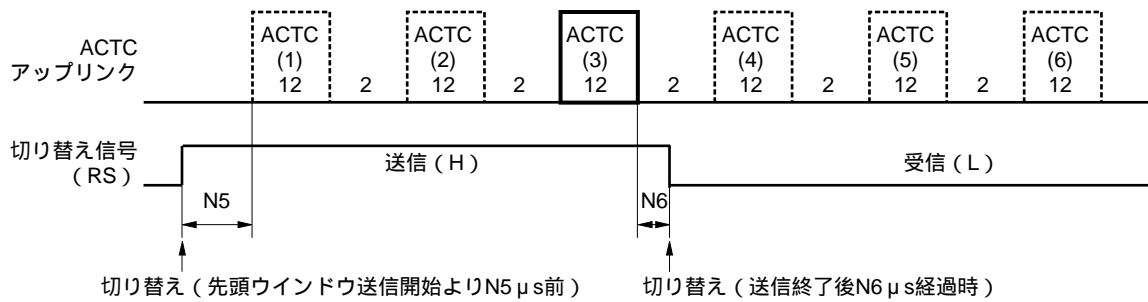 ACTC
アップリンク
ACTC
(1)
12
2
ACTC
(2)
12
2
ACTC
(3)
12
2
ACTC
(4)
12
2
ACTC
(5)
12
2
ACTC
(6)
12
切り替え信号
(RS)
送信(H)
受信(L)
N5
N6
切り替え(先頭ウインドウ送信開始よりN5μs前)
切り替え(送信終了後N6μs経過時)